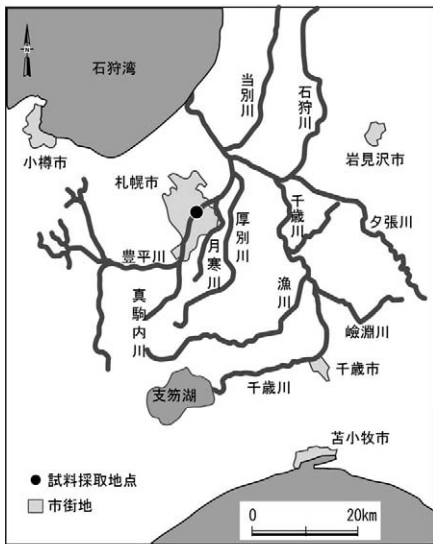 N
石狩湾
当別川
石狩川
小樽市
岩見沢市
札幌市
千歳川
夕張川
豊平川
月寒川
厚別川
真駒内川
漁川
嶮淵川
支笏湖
千歳川
千歳市
苫小牧市
試料採取地点
市街地
0 20km